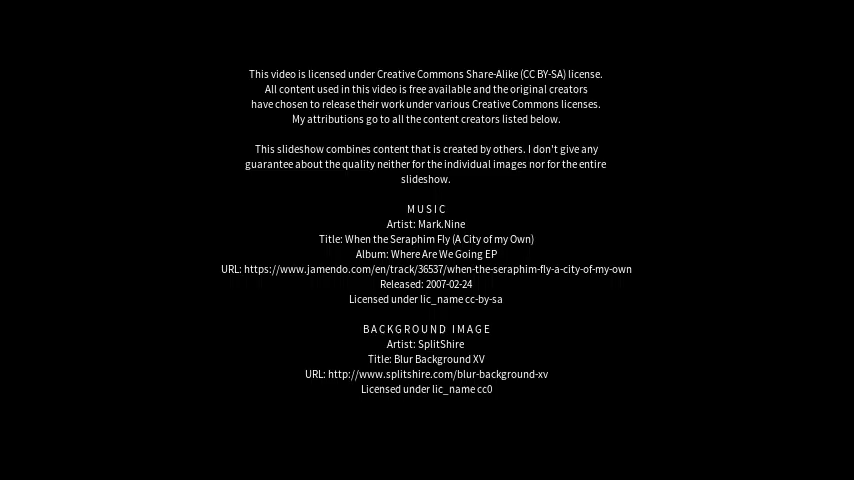 This video is licensed under Creative Commons Share-Alike (CC BY-SA) license.
All content used in this video is free available and the original creators
have chosen to release their work under various Creative Commons licenses.
My attributions go to all the content creators listed below.
This slideshow combines content that is created by others. I don't give any
guarantee about the quality neither for the individual images nor for the entire
slideshow.
MUSIC
Artist: Mark.Nine
Title: When the Seraphim Fly (A City of my Own)
Album: Where Are We Going EP
URL: https://www.jamendo.com/en/track/36537/when-the-seraphim-fly-a-city-of-my-own
Released: 2007-02-24
Licensed under lic_name cc-by-sa
BACKGROUND IMAGE
Artist: SplitShire
Title: Blur Background XV
URL: http://www.splitshire.com/blur-background-xv
Licensed under lic_name cc0